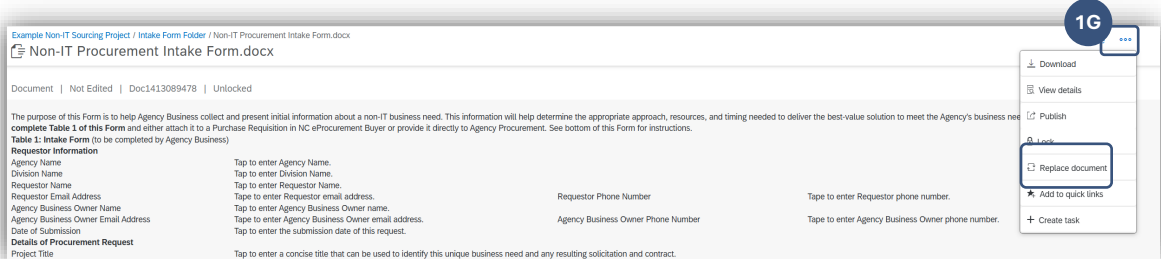 1G
Example Non-IT Sourcing Project / Intake Form Folder / Non-IT Procurement Intake Form.docx
Non-IT Procurement Intake Form.docx
Document | Not Edited | Doc1413089478 | Unlocked
The purpose of this Form is to help Agency Business collect and present initial information about a non-IT business need. This information will help determine the appropriate approach, resources, and timing needed to deliver the best-value solution to meet the Agency's business nee
complete Table 1 of this Form and either attach it to a Purchase Requisition in NC eProcurement Buyer or provide it directly to Agency Procurement. See bottom of this Form for instructions.
Table 1: Intake Form (to be completed by Agency Business)
Requestor Information
Agency Name Tap to enter Agency Name.
Division Name Tap to enter Division Name.
Requestor Name Tap to enter Requestor Name.
Requestor Email Address Tape to enter Requestor email address. Requestor Phone Number Tape to enter Requestor phone number.
Agency Business Owner Name Tap to enter Agency Business Owner name.
Agency Business Owner Email Address Tape to enter Agency Business Owner email address. Agency Business Owner Phone Number Tape to enter Agency Business Owner phone number.
Date of Submission Tap to enter the submission date of this request.
Details of Procurement Request
Project Title Tap to enter a concise title that can be used to identify this unique business need and any resulting solicitation and contract.
Download
View details
Publish
Lock
Replace document
Add to quick links
Create task